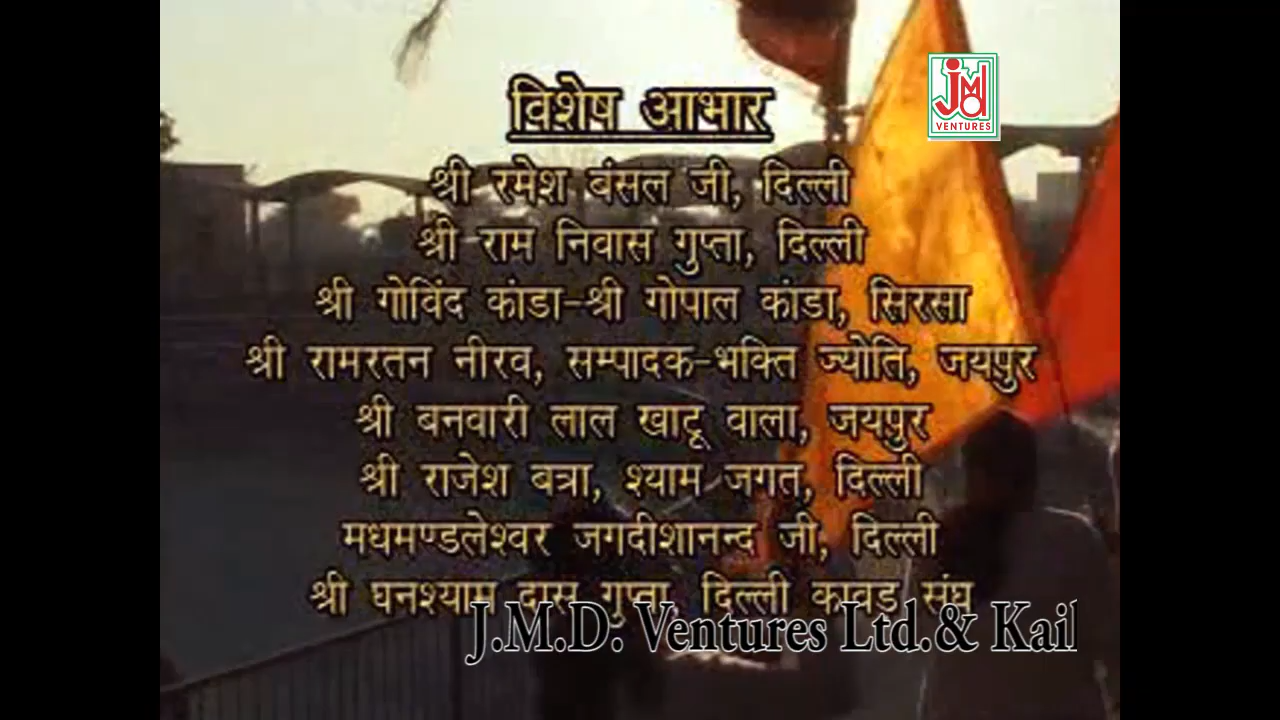 JMD
VENTURES
विशेष आभार
श्री रमेश बंसल जी, दिल्ली
श्री राम निवास गुप्ता, दिल्ली
श्री गोविंद कांडा-श्री गोपाल कांडा, सिरसा
श्री रामरतन नीरव, सम्पादक-भक्ति ज्योति, जयपुर
श्री बनवारी लाल खाटू वाला, जयपुर
श्री राजेश बत्रा, श्याम जगत, दिल्ली
मधमण्डलेश्वर जगदीशानन्द जी, दिल्ली
श्री घनश्याम दास गुप्ता, दिल्ली कावड संघ
J.M.D. Ventures Ltd.& Kail